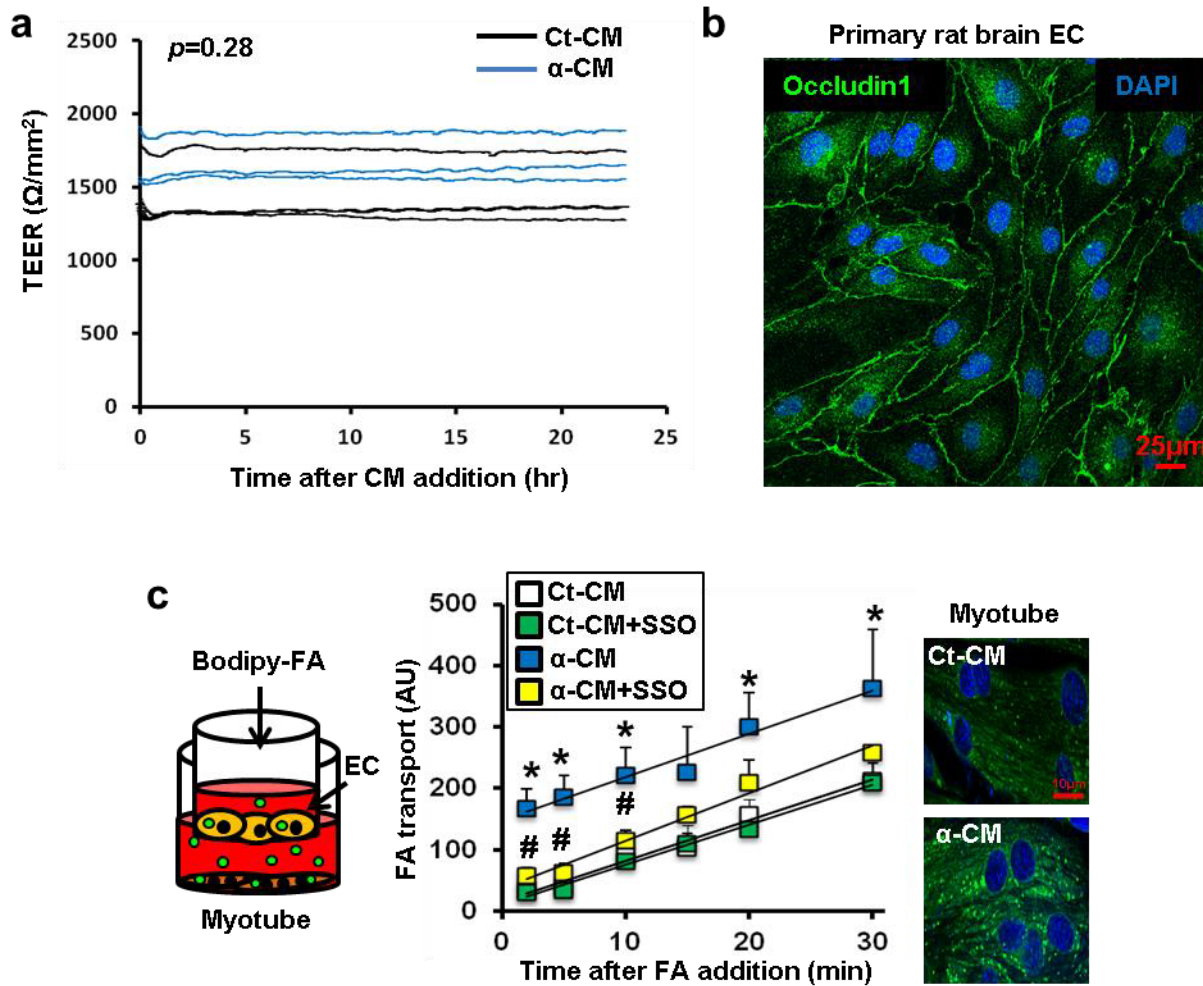 a
p=0.28
Ct-CM
α-CM
TEER (Ω/mm²)
2500
2000
1500
1000
500
0
0 5 10 15 20 25
Time after CM addition (hr)
b
Primary rat brain EC
Occludin1 DAPI
25µm
c
Bodipy-FA
EC
Myotube
FA transport (AU)
500
400
300
200
100
0
Ct-CM
Ct-CM+SSO
α-CM
α-CM+SSO
* * * * *
# # #
0 10 20 30
Time after FA addition (min)
Myotube
Ct-CM
10µm
α-CM